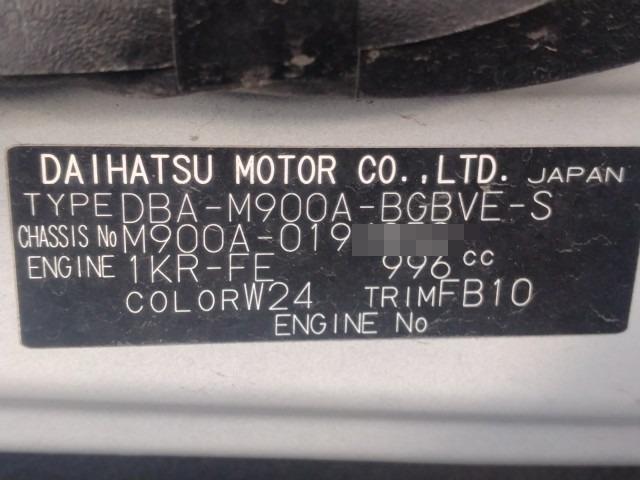 DAIHATSU MOTOR CO.,LTD. JAPAN
TYPE DBA-M900A-BGBVE-S
CHASSIS No M900A-019
ENGINE 1KR-FE 996 cc
COLOR W24 TRIM FB10
ENGINE No